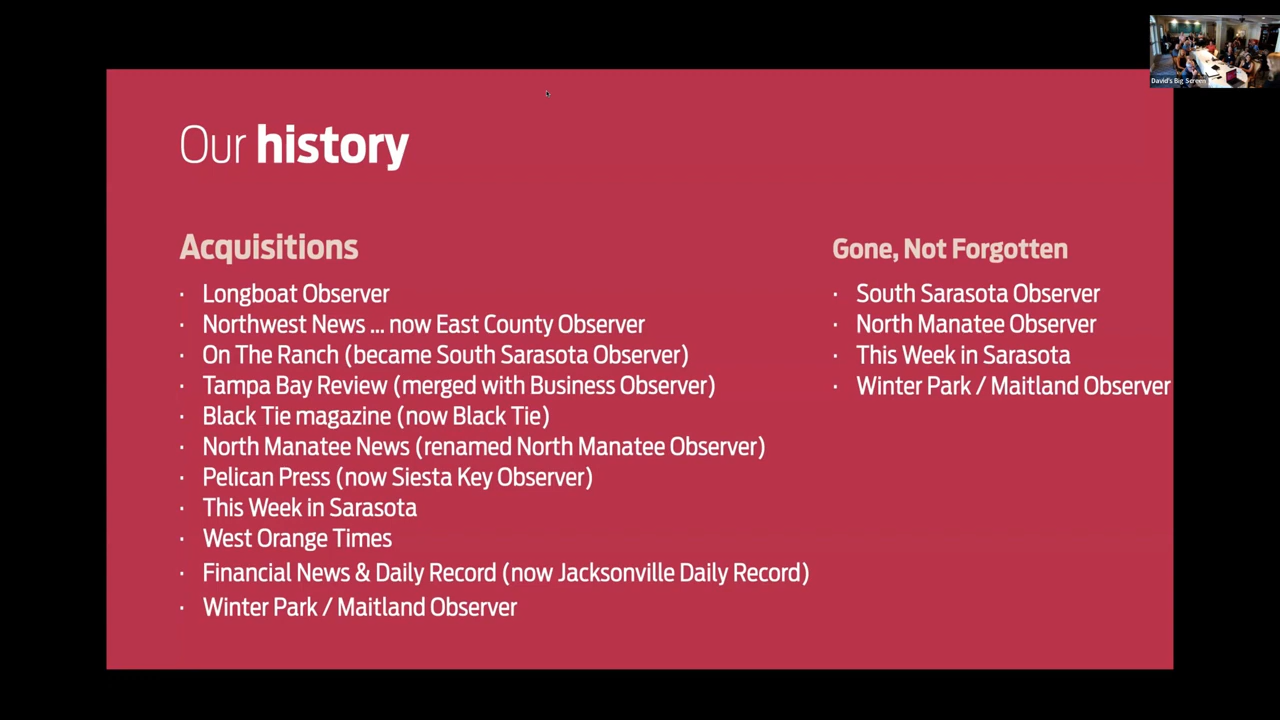 David's Big Screen
Our history
Acquisitions
· Longboat Observer
· Northwest News ... now East County Observer
· On The Ranch (became South Sarasota Observer)
· Tampa Bay Review (merged with Business Observer)
· Black Tie magazine (now Black Tie)
· North Manatee News (renamed North Manatee Observer)
· Pelican Press (now Siesta Key Observer)
· This Week in Sarasota
· West Orange Times
· Financial News & Daily Record (now Jacksonville Daily Record)
· Winter Park / Maitland Observer
Gone, Not Forgotten
· South Sarasota Observer
· North Manatee Observer
· This Week in Sarasota
· Winter Park / Maitland Observer